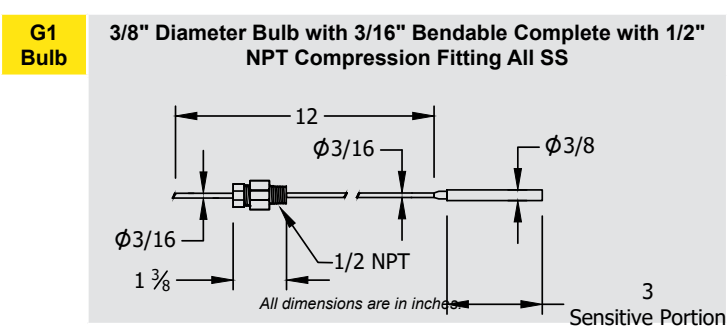 G1
Bulb
3/8" Diameter Bulb with 3/16" Bendable Complete with 1/2"
NPT Compression Fitting All SS
12
Φ3/16
Φ3/8
Φ3/16
1/2 NPT
1 ⅜
All dimensions are in inches.
3
Sensitive Portion